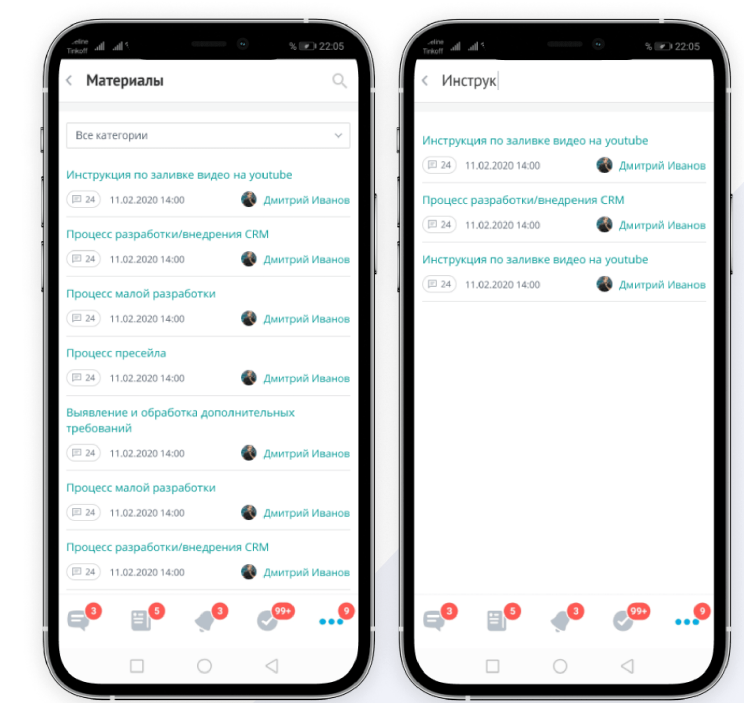 Tinkoff
% 22:05
Материалы
Все категории
Инструкция по заливке видео на youtube
24 11.02.2020 14:00 Дмитрий Иванов
Процесс разработки/внедрения CRM
24 11.02.2020 14:00 Дмитрий Иванов
Процесс малой разработки
24 11.02.2020 14:00 Дмитрий Иванов
Процесс пресейла
24 11.02.2020 14:00 Дмитрий Иванов
Выявление и обработка дополнительных
требований
24 11.02.2020 14:00 Дмитрий Иванов
Процесс малой разработки
24 11.02.2020 14:00 Дмитрий Иванов
Процесс разработки/внедрения CRM
24 11.02.2020 14:00 Дмитрий Иванов
3 5 3 99+ 9
Tinkoff
% 22:05
Инструк
Инструкция по заливке видео на youtube
24 11.02.2020 14:00 Дмитрий Иванов
Процесс разработки/внедрения CRM
24 11.02.2020 14:00 Дмитрий Иванов
Инструкция по заливке видео на youtube
24 11.02.2020 14:00 Дмитрий Иванов
3 5 3 99+ 9